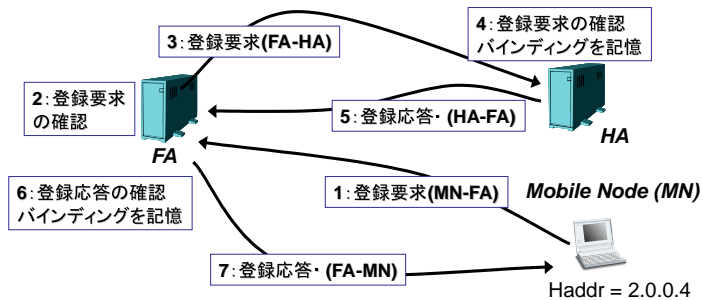 3：登録要求(FA-HA)
4：登録要求の確認
バインディングを記憶
2：登録要求
の確認
5：登録応答・ (HA-FA)
FA
HA
6：登録応答の確認
バインディングを記憶
1：登録要求(MN-FA)
Mobile Node (MN)
7：登録応答・ (FA-MN)
Haddr = 2.0.0.4